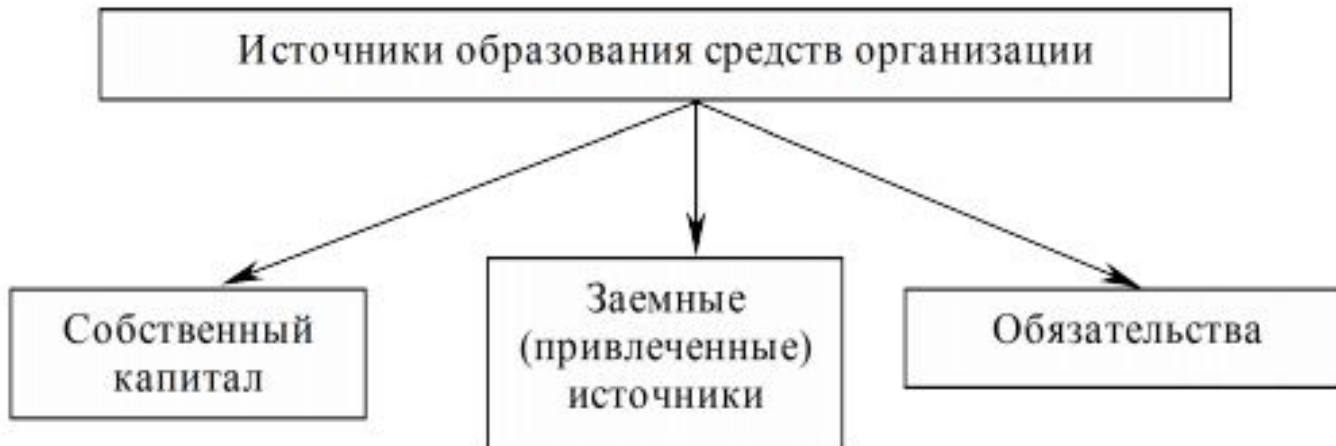 Источники образования средств организации
Собственный
капитал
Заемные
(привлеченные)
источники
Обязательства